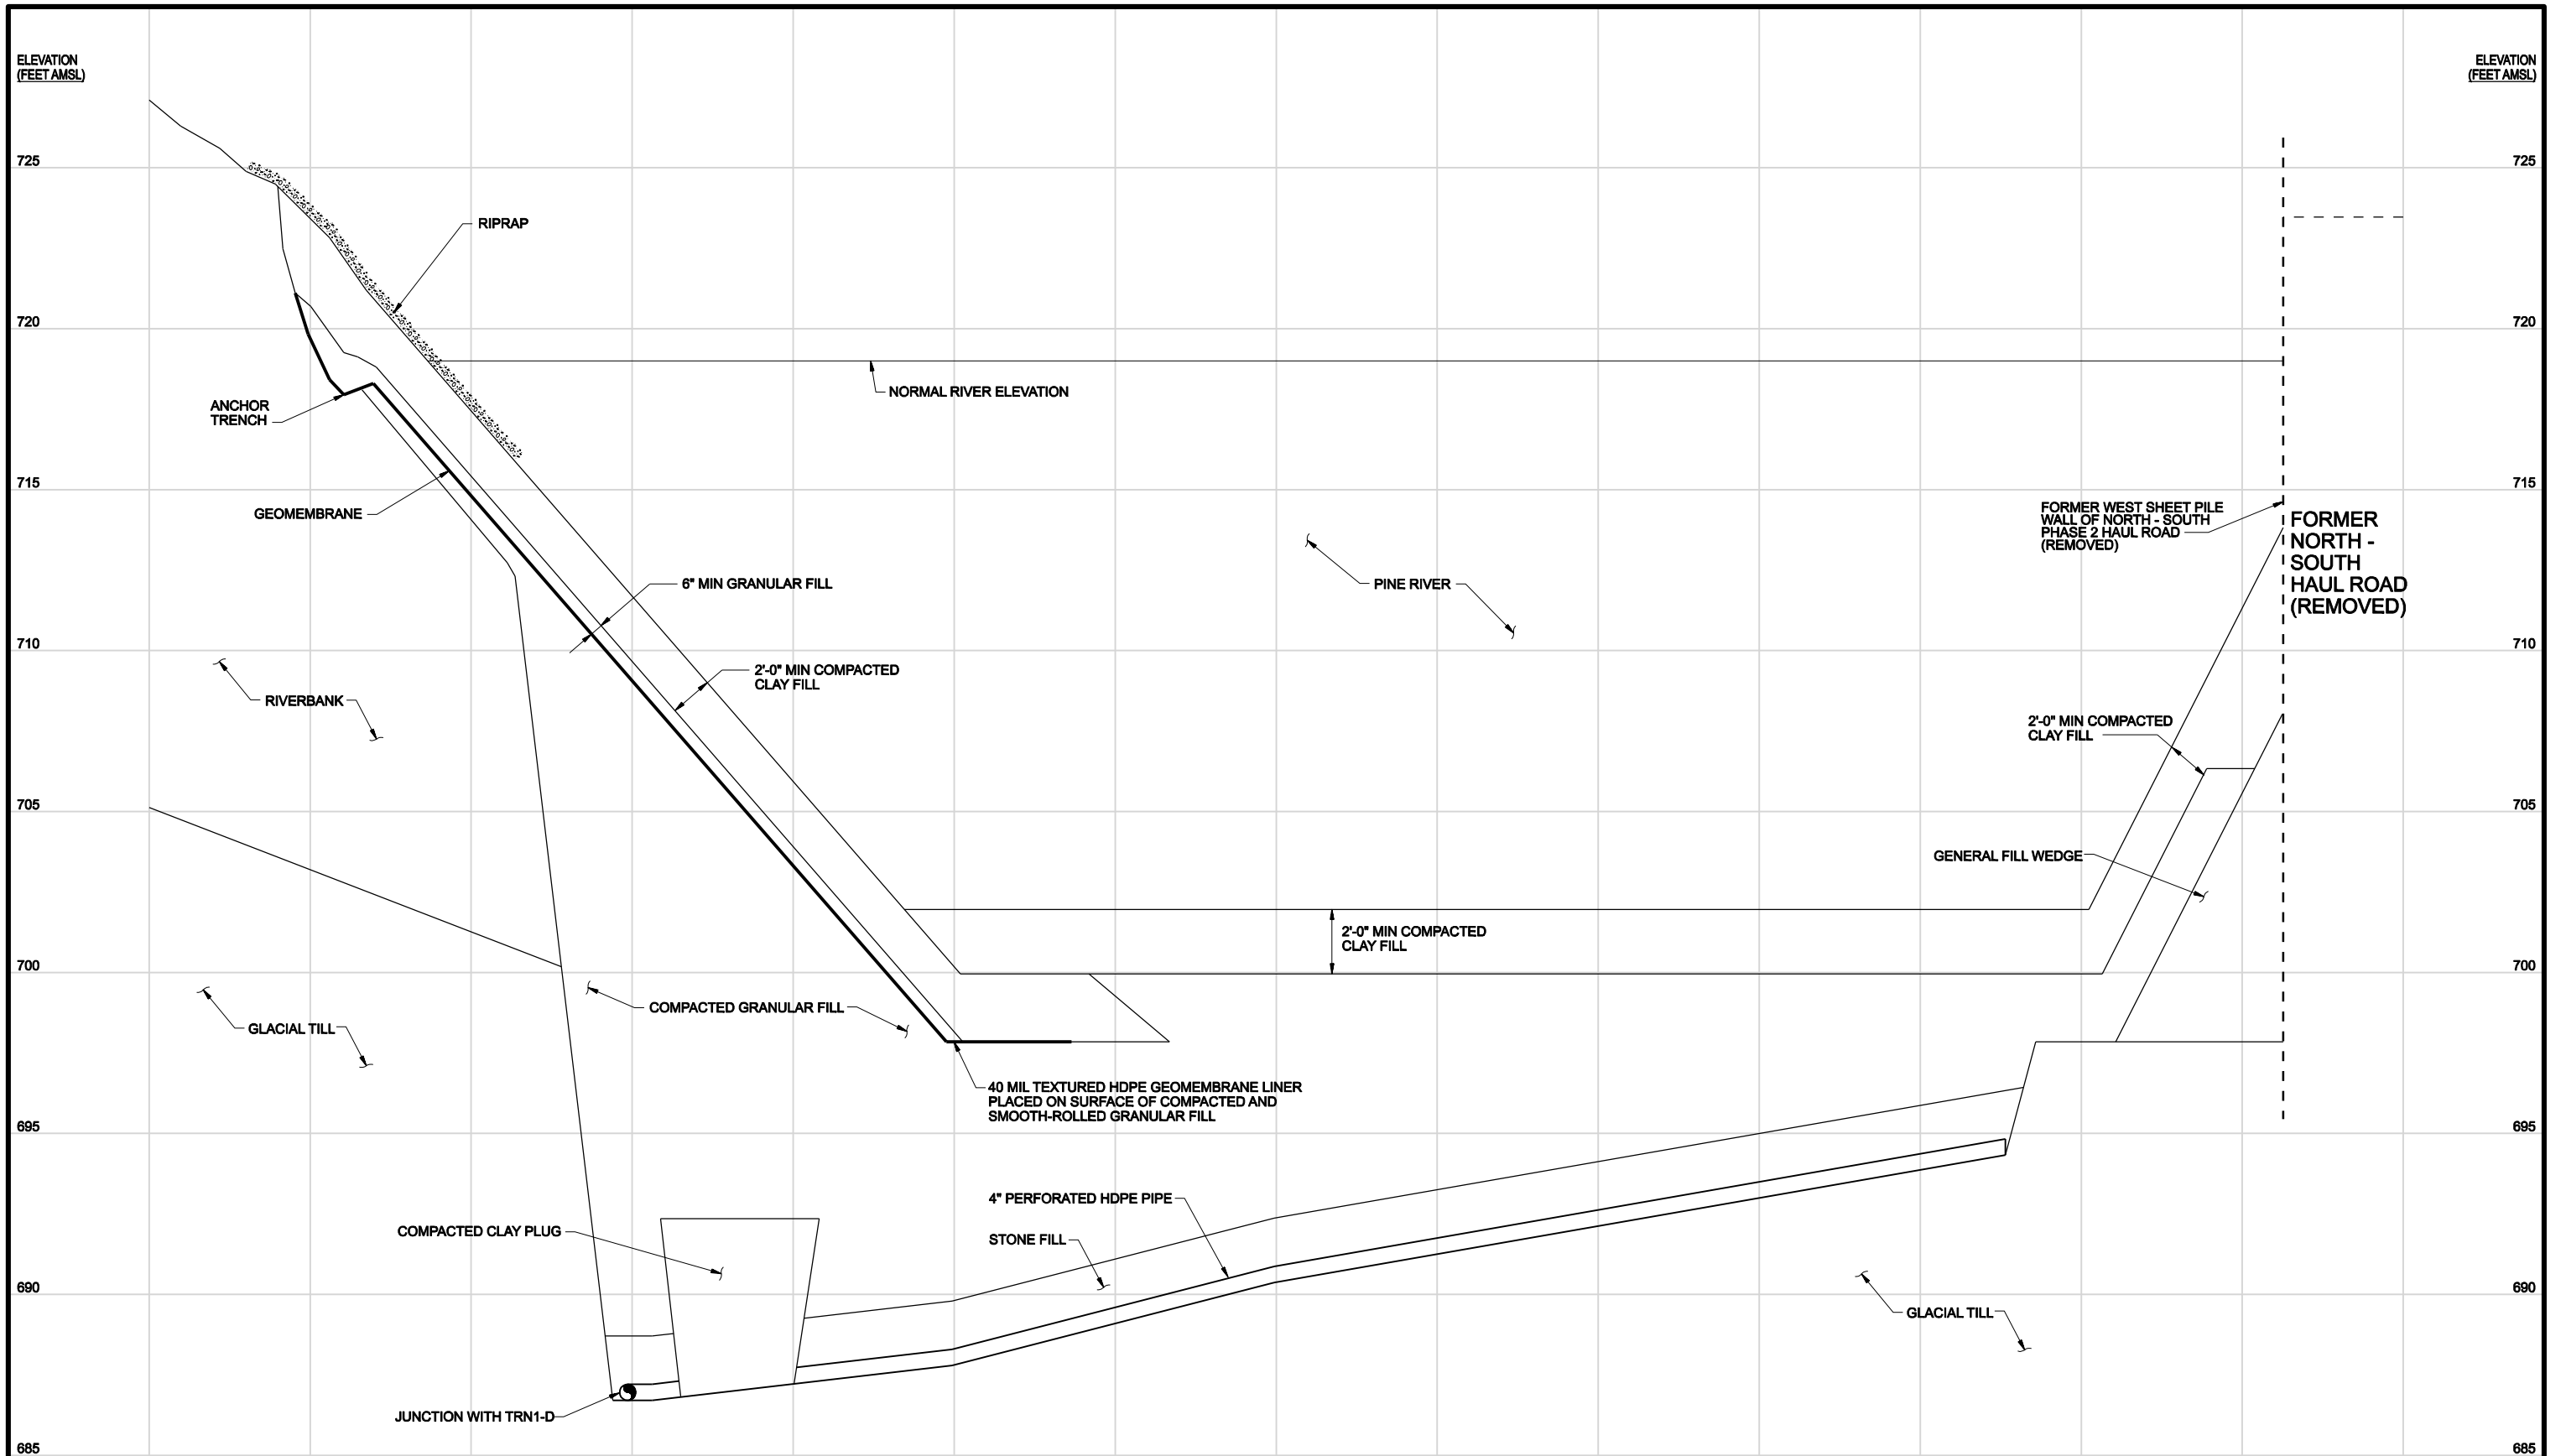 ELEVATION
(FEET AMSL)
ELEVATION
(FEET AMSL)
725
725
RIPRAP
720
720
NORMAL RIVER ELEVATION
ANCHOR
TRENCH
715
715
GEOMEMBRANE
FORMER WEST SHEET PILE
WALL OF NORTH - SOUTH
PHASE 2 HAUL ROAD
(REMOVED)
FORMER
NORTH -
SOUTH
HAUL ROAD
(REMOVED)
6" MIN GRANULAR FILL
PINE RIVER
710
710
2'-0" MIN COMPACTED
CLAY FILL
RIVERBANK
2'-0" MIN COMPACTED
CLAY FILL
705
705
GENERAL FILL WEDGE
2'-0" MIN COMPACTED
CLAY FILL
700
700
COMPACTED GRANULAR FILL
GLACIAL TILL
40 MIL TEXTURED HDPE GEOMEMBRANE LINER
PLACED ON SURFACE OF COMPACTED AND
SMOOTH-ROLLED GRANULAR FILL
695
695
4" PERFORATED HDPE PIPE
COMPACTED CLAY PLUG
STONE FILL
690
690
GLACIAL TILL
JUNCTION WITH TRN1-D
685
685